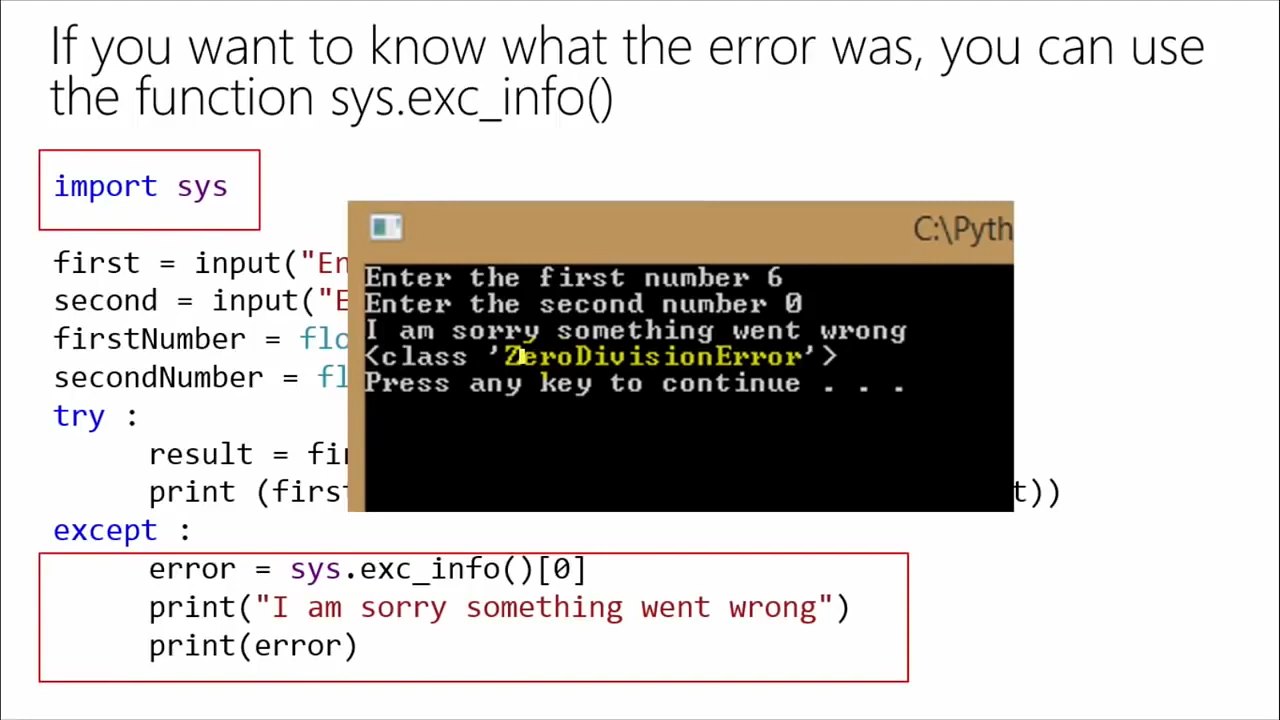 If you want to know what the error was, you can use
the function sys.exc_info()
import sys
first = input("En
second = input("E
firstNumber = flo
secondNumber = fl
try :
result = fir
print (first
t))
except :
error = sys.exc_info()[0]
print("I am sorry something went wrong")
print(error)
C:\Pyth
Enter the first number 6
Enter the second number 0
I am sorry something went wrong
<class 'ZeroDivisionError'>
Press any key to continue . . .